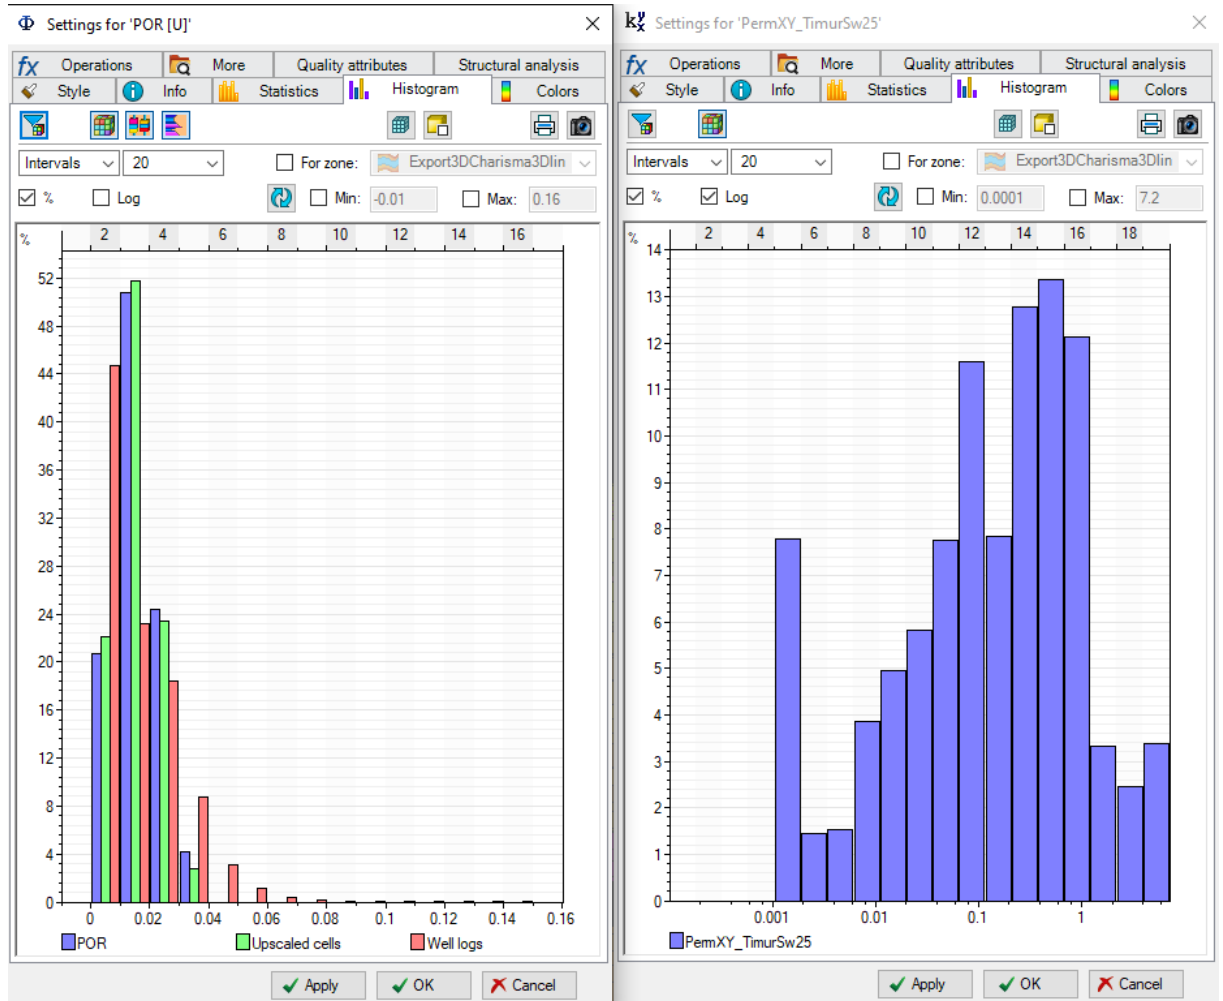 Φ Settings for 'POR [U]'
fx Operations More Quality attributes Structural analysis
Style Info Statistics Histogram Colors
Intervals 20 For zone: Export3DCharisma3Dlin
% Log Min: -0.01 Max: 0.16
% 2 4 6 8 10 12 14 16
52
48
44
40
36
32
28
24
20
16
12
8
4
0
0 0.02 0.04 0.06 0.08 0.1 0.12 0.14 0.16
POR Upscaled cells Well logs
Apply OK Cancel
Settings for 'PermXY_TimurSw25'
fx Operations More Quality attributes Structural analysis
Style Info Statistics Histogram Colors
Intervals 20 For zone: Export3DCharisma3Dlin
% Log Min: 0.0001 Max: 7.2
% 2 4 6 8 10 12 14 16 18
14
13
12
11
10
9
8
7
6
5
4
3
2
1
0
0.001 0.01 0.1 1
PermXY_TimurSw25
Apply OK Cancel